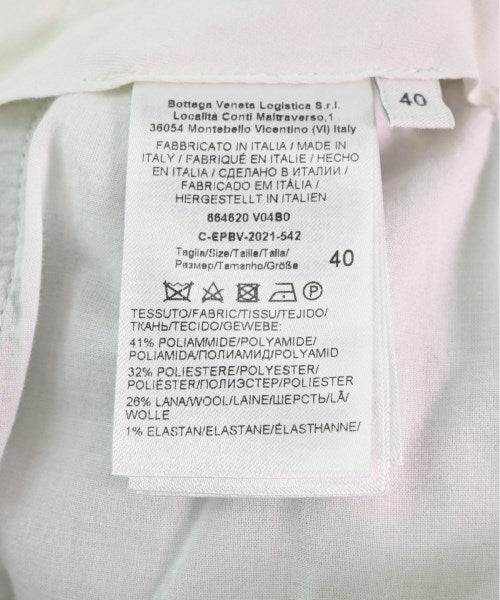 Bottega Veneta Logistica S.r.l.
Località Conti Maltraverso,1
36054 Montebello Vicentino (VI) Italy
FABBRICATO IN ITALIA / MADE IN
ITALY / FABRIQUÉ EN ITALIE / HECHO
EN ITALIA / СДЕЛАНО В ИТАЛИИ /
FABRICADO EM ITÁLIA /
HERGESTELLT IN ITALIEN
664620 V04B0
C-EPBV-2021-542
Taglia/Size/Taille/Talla/
Размер/Tamanho/Größe
40
P
TESSUTO/FABRIC/TISSU/TEJIDO/
ТКАНЬ/TECIDO/GEWEBE:
41% POLIAMMIDE/POLYAMIDE/
POLIAMIDA/ПОЛИАМИД/POLYAMID
32% POLIESTERE/POLYESTER/
POLIÉSTER/ПОЛИЭСТЕР/POLIESTER
26% LANA/WOOL/LAINE/ШЕРСТЬ/LÃ/
WOLLE
1% ELASTAN/ELASTANE/ÉLASTHANNE/
40